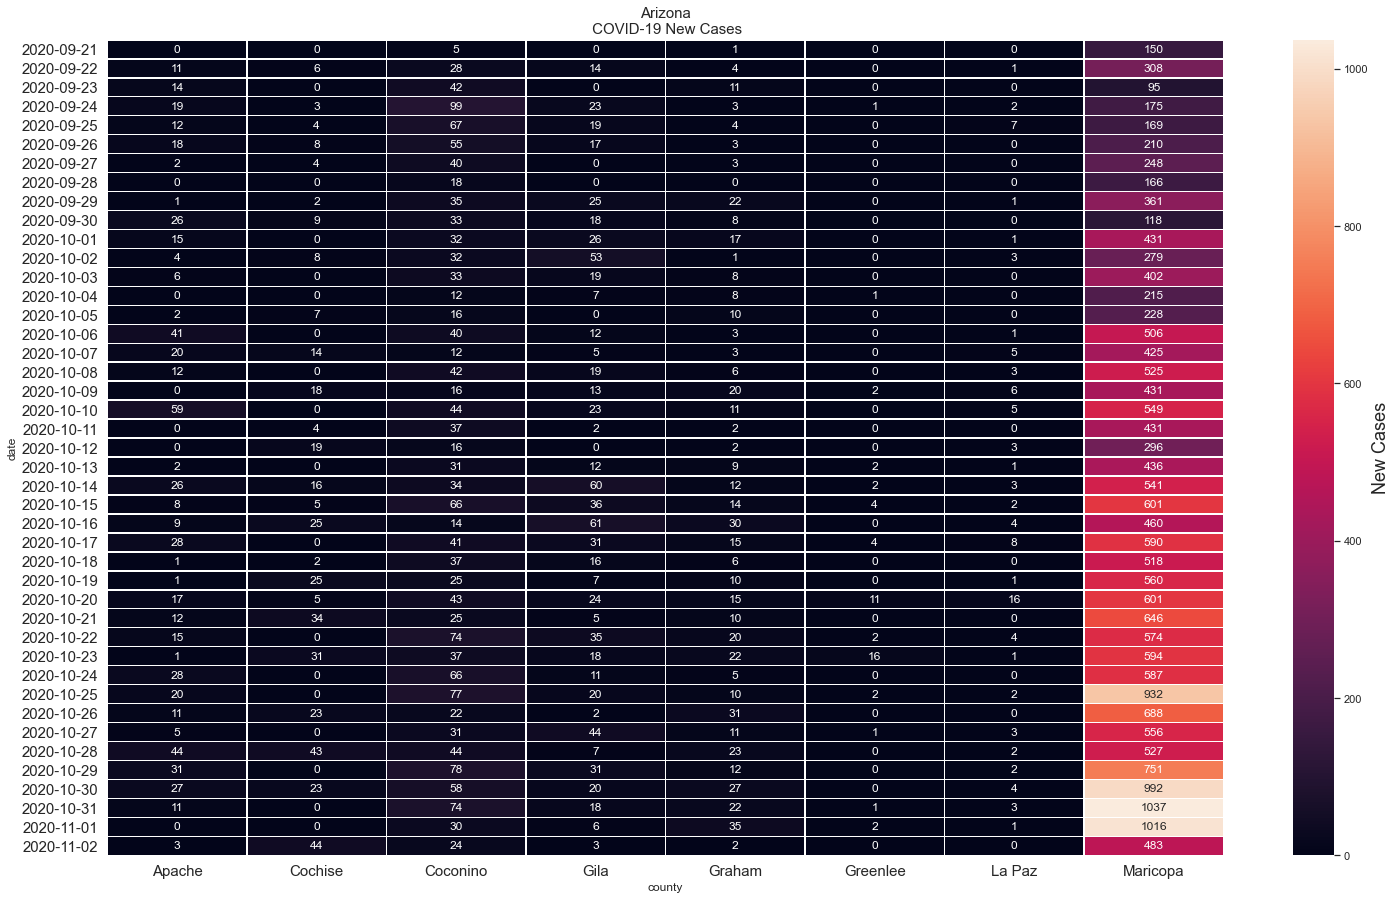 Arizona
COVID-19 New Cases
2020-09-21 0 0 5 0 1 0 0 150
2020-09-22 11 6 28 14 4 0 1 308
2020-09-23 14 0 42 0 11 0 0 95
2020-09-24 19 3 99 23 3 1 2 175
2020-09-25 12 4 67 19 4 0 7 169
2020-09-26 18 8 55 17 3 0 0 210
2020-09-27 2 4 40 0 3 0 0 248
2020-09-28 0 0 18 0 0 0 0 166
2020-09-29 1 2 35 25 22 0 1 361
2020-09-30 26 9 33 18 8 0 0 118
2020-10-01 15 0 32 26 17 0 1 431
2020-10-02 4 8 32 53 1 0 3 279
2020-10-03 6 0 33 19 8 0 0 402
2020-10-04 0 0 12 7 8 1 0 215
2020-10-05 2 7 16 0 10 0 0 228
2020-10-06 41 0 40 12 3 0 1 506
2020-10-07 20 14 12 5 3 0 5 425
2020-10-08 12 0 42 19 6 0 3 525
2020-10-09 0 18 16 13 20 2 6 431
2020-10-10 59 0 44 23 11 0 5 549
2020-10-11 0 4 37 2 2 0 0 431
2020-10-12 0 19 16 0 2 0 3 296
2020-10-13 2 0 31 12 9 2 1 436
2020-10-14 26 16 34 60 12 2 3 541
2020-10-15 8 5 66 36 14 4 2 601
2020-10-16 9 25 14 61 30 0 4 460
2020-10-17 28 0 41 31 15 4 8 590
2020-10-18 1 2 37 16 6 0 0 518
2020-10-19 1 25 25 7 10 0 1 560
2020-10-20 17 5 43 24 15 11 16 601
2020-10-21 12 34 25 5 10 0 0 646
2020-10-22 15 0 74 35 20 2 4 574
2020-10-23 1 31 37 18 22 16 1 594
2020-10-24 28 0 66 11 5 0 0 587
2020-10-25 20 0 77 20 10 2 2 932
2020-10-26 11 23 22 2 31 0 0 688
2020-10-27 5 0 31 44 11 1 3 556
2020-10-28 44 43 44 7 23 0 2 527
2020-10-29 31 0 78 31 12 0 2 751
2020-10-30 27 23 58 20 27 0 4 992
2020-10-31 11 0 74 18 22 1 3 1037
2020-11-01 0 0 30 6 35 2 1 1016
2020-11-02 3 44 24 3 2 0 0 483
Apache Cochise Coconino Gila Graham Greenlee La Paz Maricopa
county
date
1000
800
600
400
200
0
New Cases